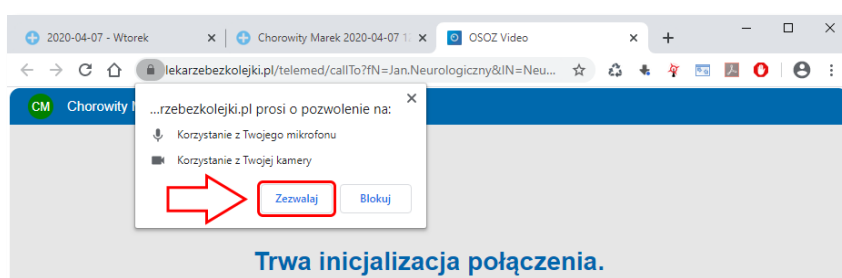 2020-04-07 - Wtorek
Chorowity Marek 2020-04-07 1
OSOZ Video
lekarzebezkolejki.pl/telemed/callTo?fN=Jan.Neurologiczny&lN=Neu...
CM Chorowity
...rzebezkolejki.pl prosi o pozwolenie na:
Korzystanie z Twojego mikrofonu
Korzystanie z Twojej kamery
Zezwalaj Blokuj
Trwa inicjalizacja połączenia.